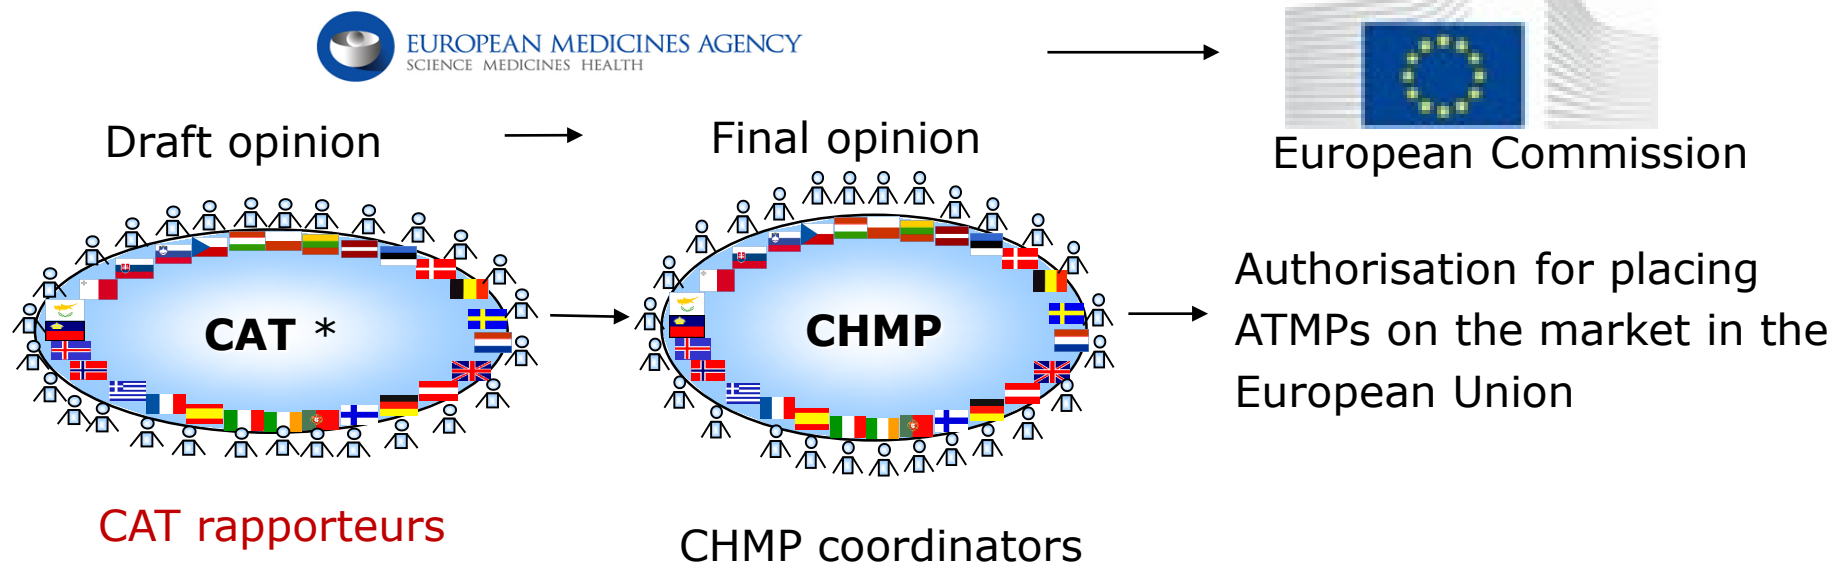 EUROPEAN MEDICINES AGENCY
SCIENCE MEDICINES HEALTH
Draft opinion
Final opinion
European Commission
CAT *
CHMP
Authorisation for placing
ATMPs on the market in the
European Union
CAT rapporteurs
CHMP coordinators